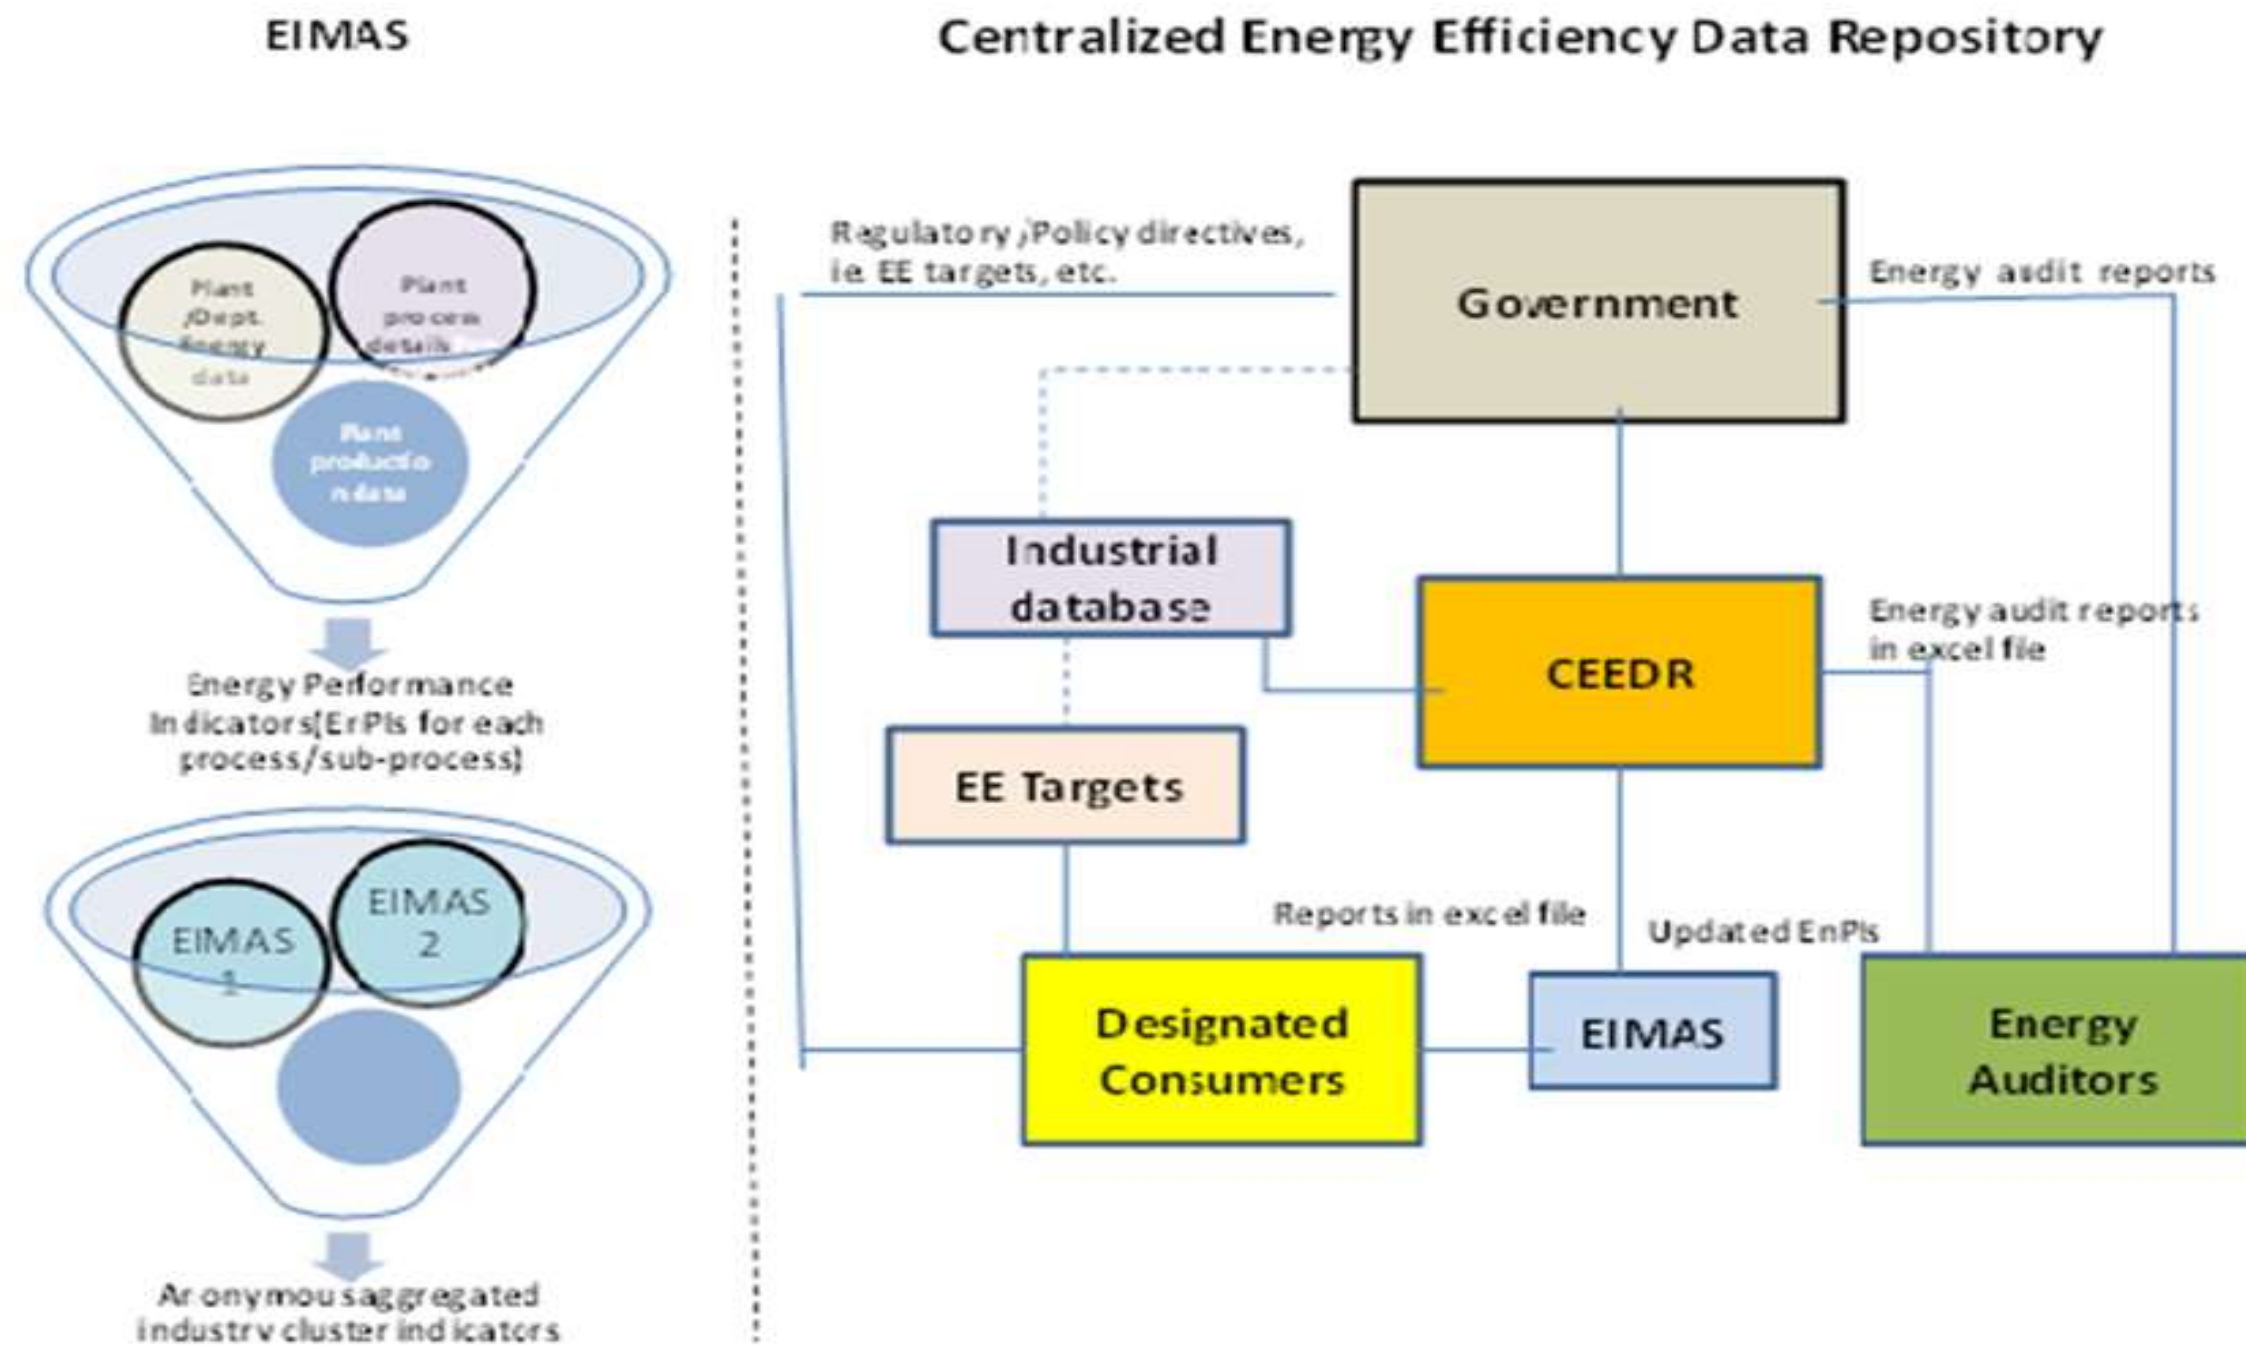 EIMAS
Plant
/Dept.
Energy
data
Plant
process
details
Plant
productio
n data
Energy Performance
Indicators(EnPIs for each
process/sub-process)
EIMAS
1
EIMAS
2
Anonymous aggregated
industry cluster indicators
Centralized Energy Efficiency Data Repository
Regulatory /Policy directives,
ie. EE targets, etc.
Government
Energy audit reports
Industrial
database
CEEDR
Energy audit reports
in excel file
EE Targets
Reports in excel file
Updated EnPIs
Designated
Consumers
EIMAS
Energy
Auditors